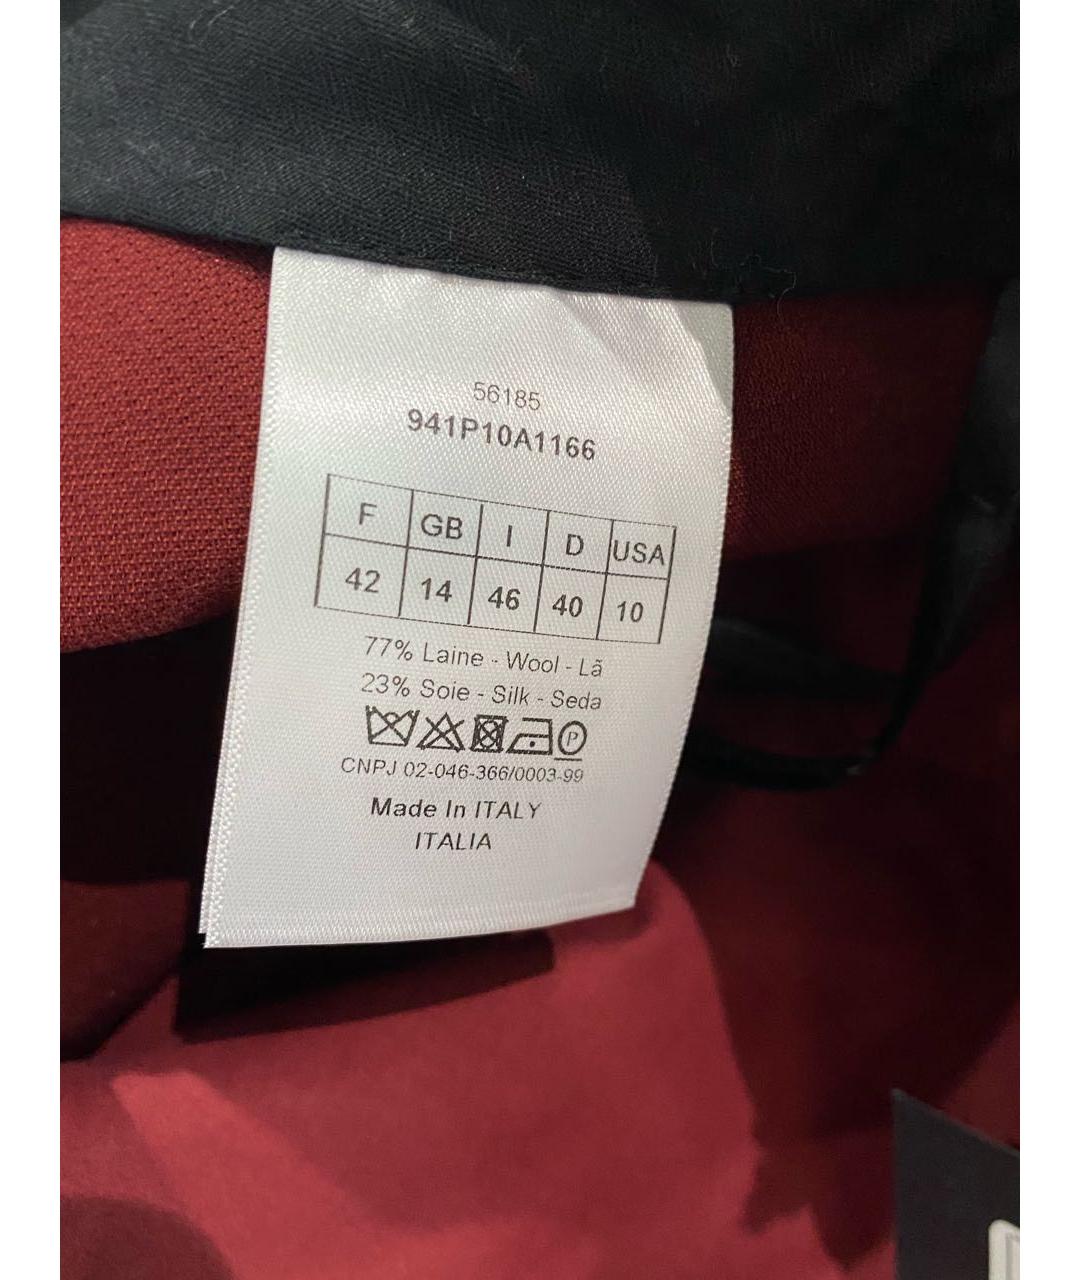 56185
941P10A1166
F GB I D USA
42 14 46 40 10
77% Laine - Wool - Lã
23% Soie - Silk - Seda
P
CNPJ 02-046-366/0003-99
Made In ITALY
ITALIA